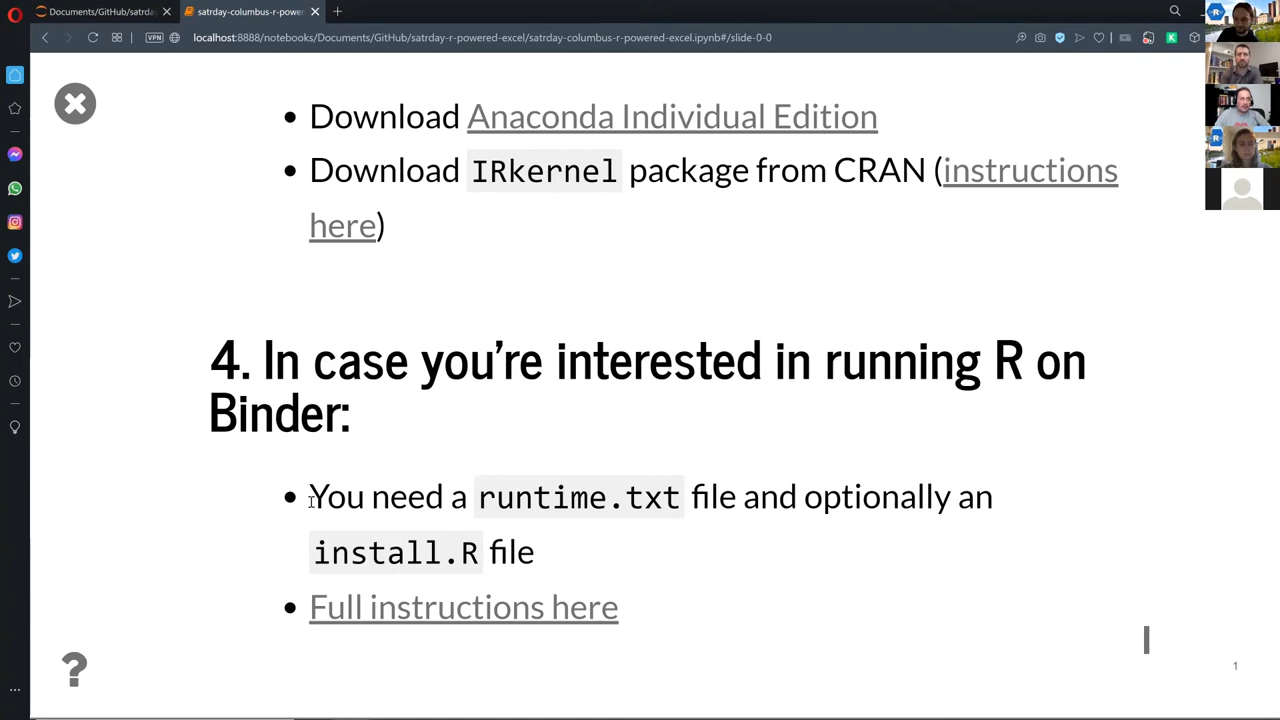 Documents/GitHub/satrda
satrday-columbus-r-power
VPN
localhost:8888/notebooks/Documents/GitHub/satrday-r-powered-excel/satrday-columbus-r-powered-excel.ipynb#/slide-0-0
• Download Anaconda Individual Edition
• Download IRkernel package from CRAN (instructions
here)
4. In case you're interested in running R on
Binder:
• You need a runtime.txt file and optionally an
install.R file
• Full instructions here
?
1